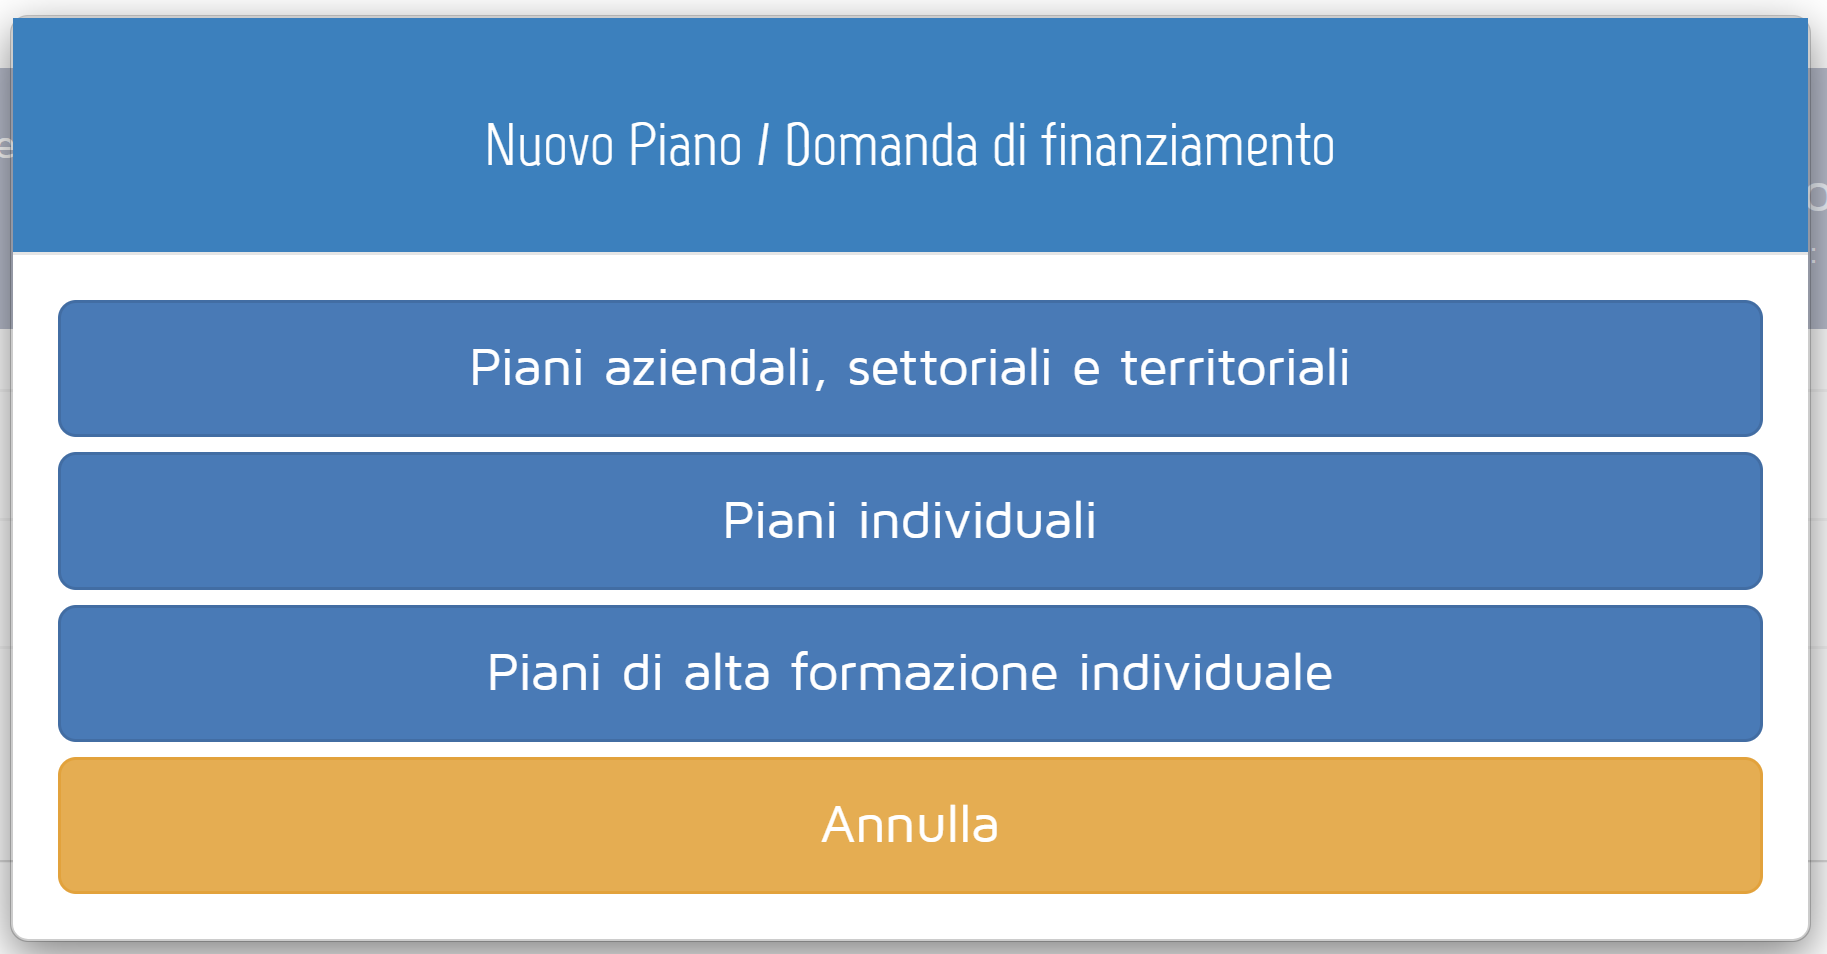 Nuovo Piano / Domanda di finanziamento
Piani aziendali, settoriali e territoriali
Piani individuali
Piani di alta formazione individuale
Annulla